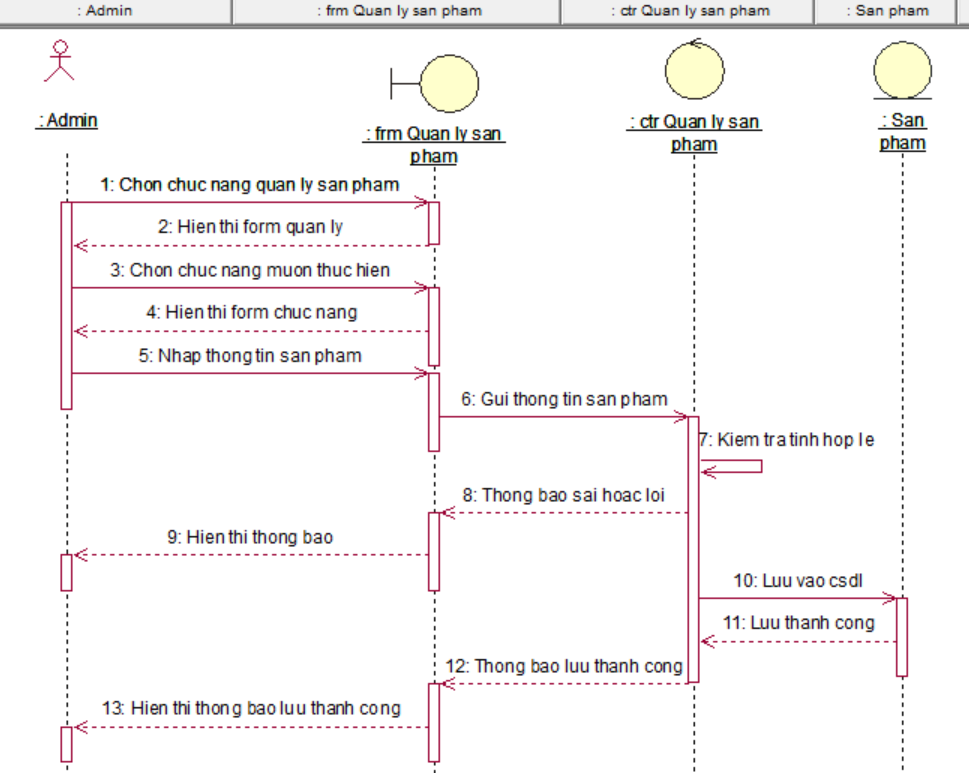 : Admin
: frm Quan ly san pham
: ctr Quan ly san pham
: San pham
: Admin
: frm Quan ly san
pham
: ctr Quan ly san
pham
: San
pham
1: Chon chuc nang quan ly san pham
2: Hien thi form quan ly
3: Chon chuc nang muon thuc hien
4: Hien thi form chuc nang
5: Nhap thong tin san pham
6: Gui thong tin san pham
7: Kiem tra tinh hop le
8: Thong bao sai hoac loi
9: Hien thi thong bao
10: Luu vao csdl
11: Luu thanh cong
12: Thong bao luu thanh cong
13: Hien thi thong bao luu thanh cong